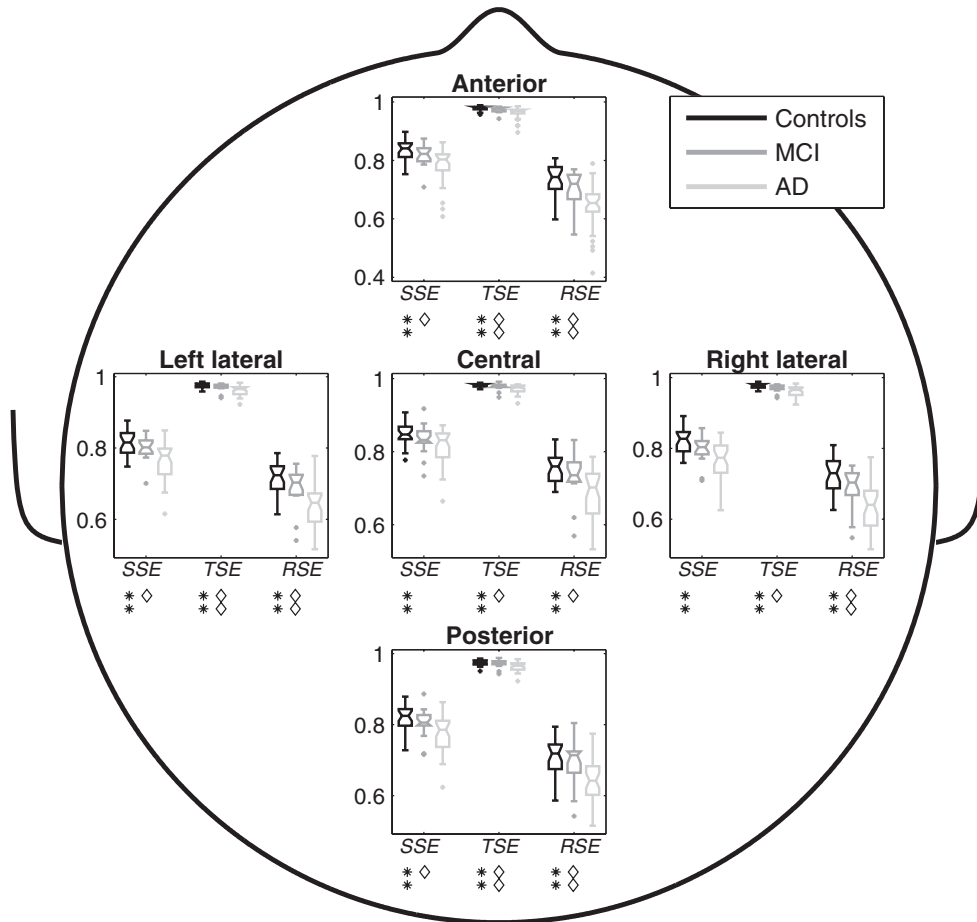 Anterior
1
0.8
0.6
0.4
SSE TSE RSE
* ◇ * ◇ * ◇
* * ◇ * ◇
Controls
MCI
AD
Left lateral
1
0.8
0.6
SSE TSE RSE
* ◇ * ◇ * ◇
* * ◇ * ◇
Central
1
0.8
0.6
SSE TSE RSE
* * ◇ * ◇
* * *
Right lateral
1
0.8
0.6
SSE TSE RSE
* * ◇ * ◇
* * * ◇
Posterior
1
0.8
0.6
SSE TSE RSE
* ◇ * ◇ * ◇
* * ◇ * ◇